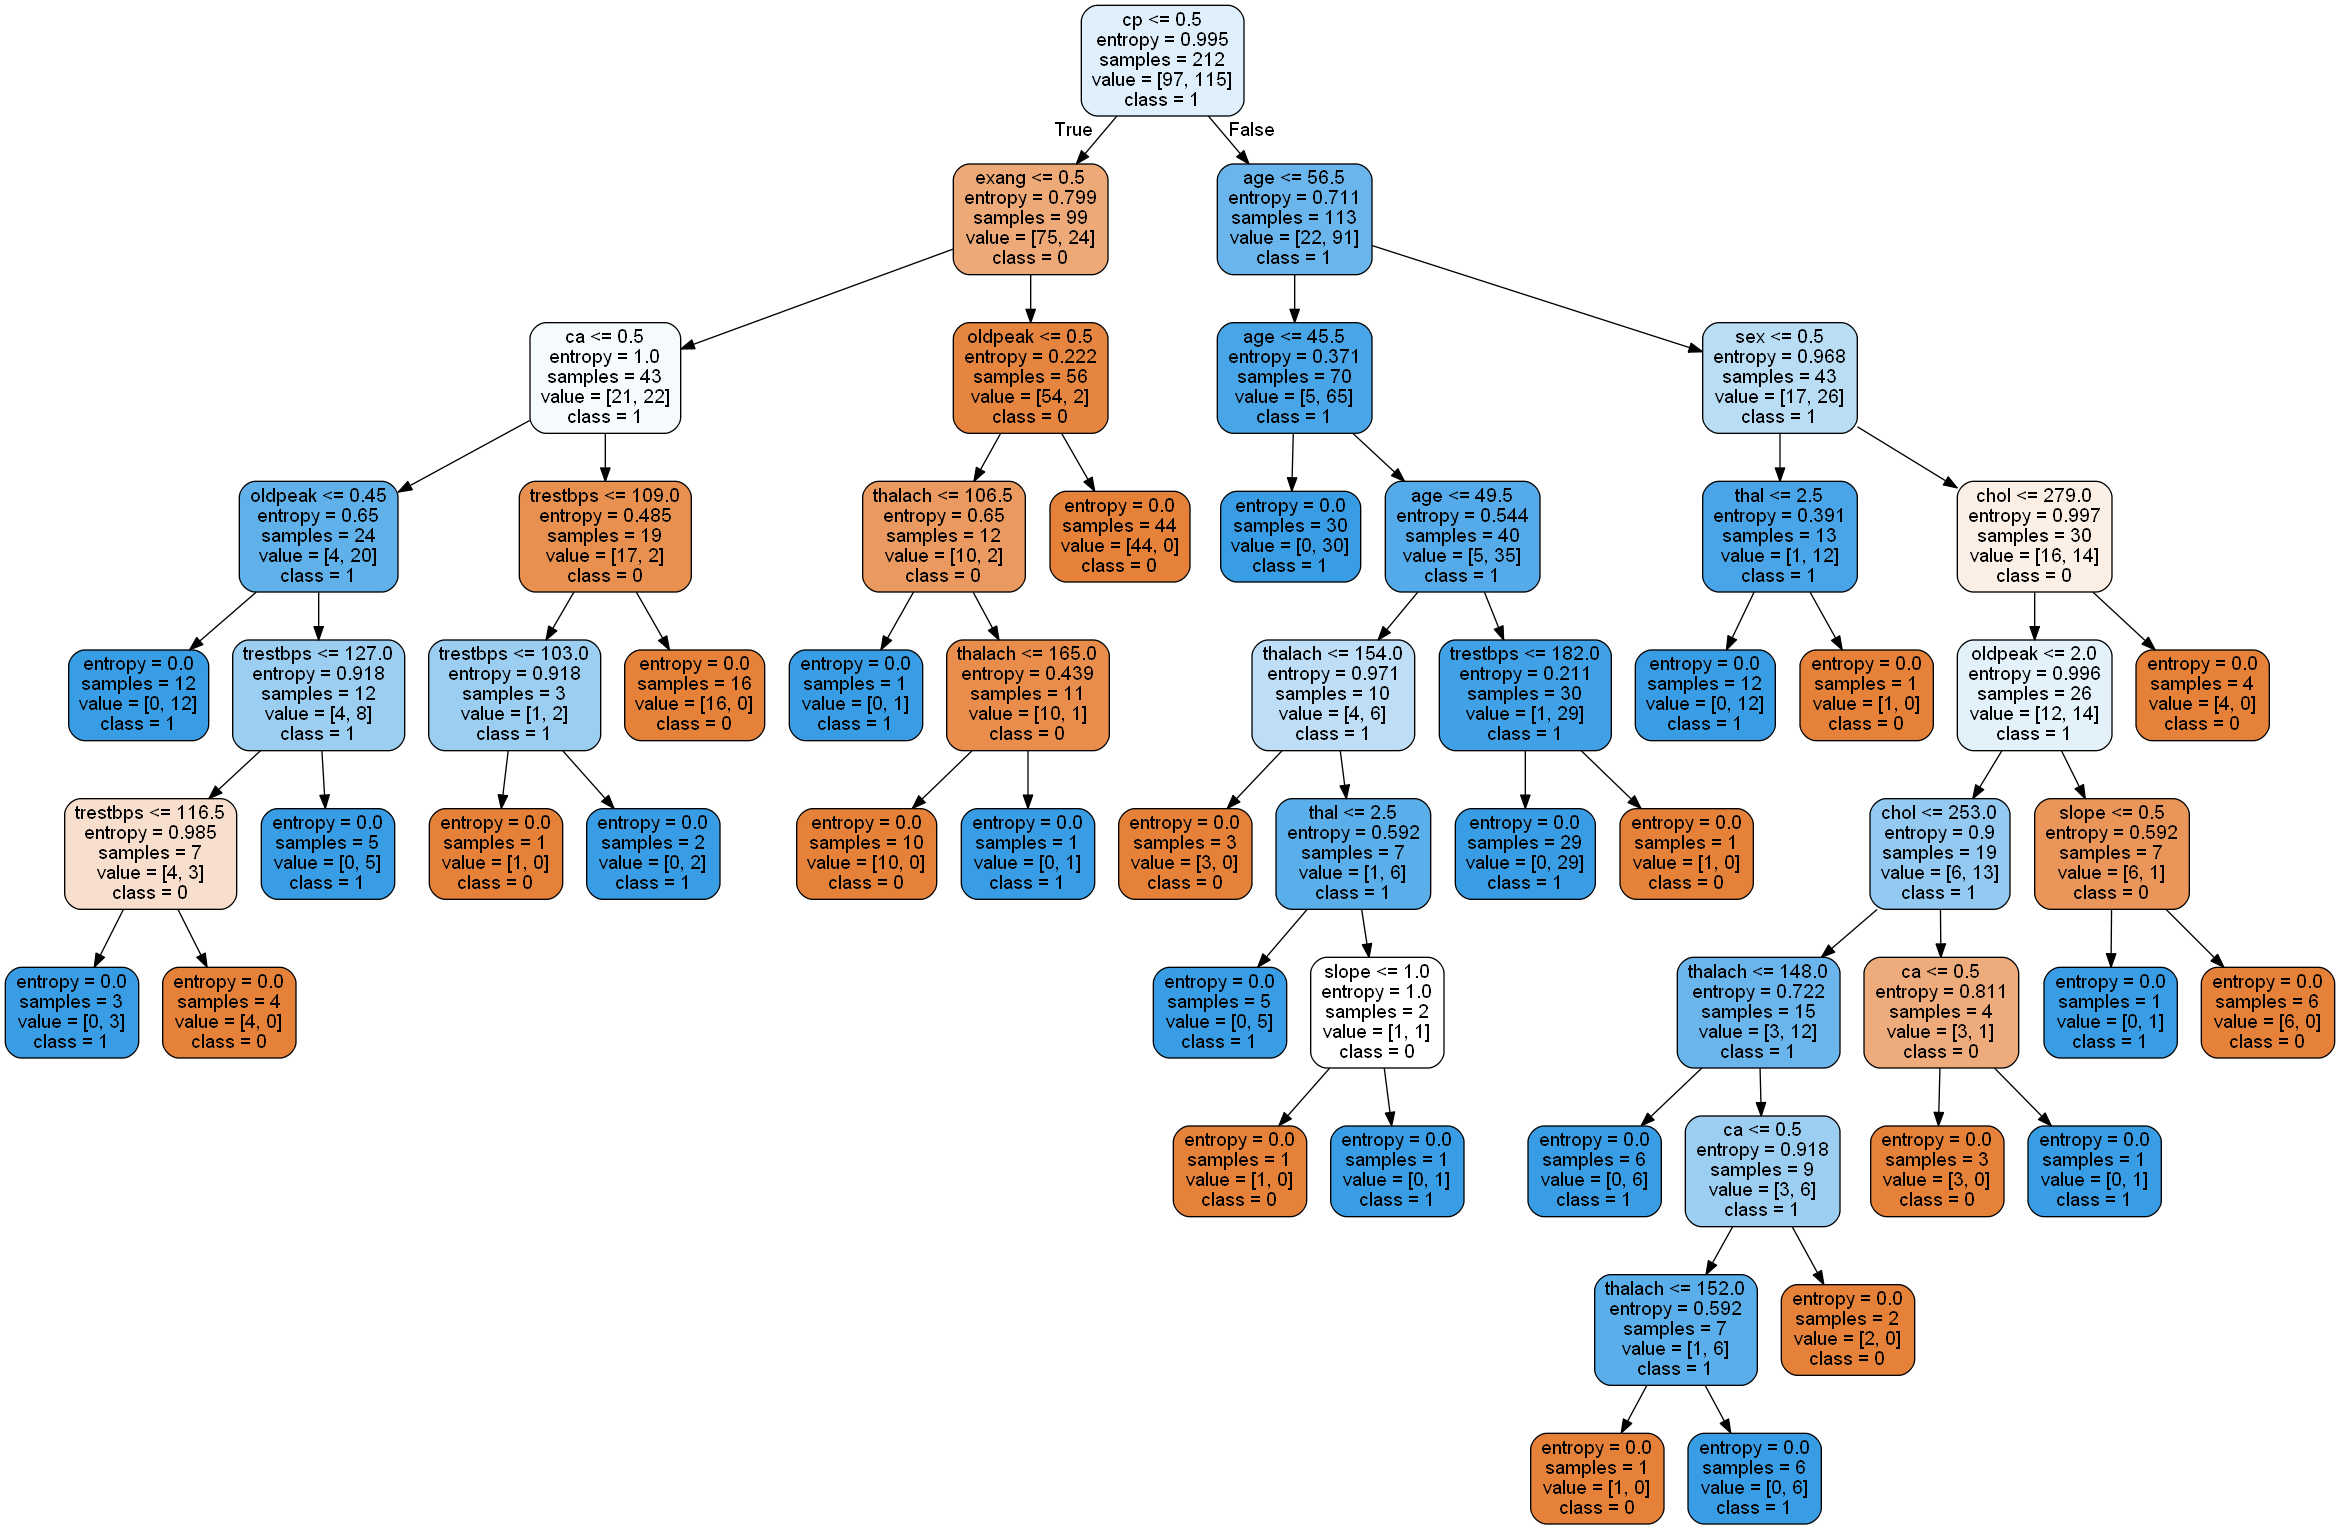 cp <= 0.5
entropy = 0.995
samples = 212
value = [97, 115]
class = 1
True
False
exang <= 0.5
entropy = 0.799
samples = 99
value = [75, 24]
class = 0
age <= 56.5
entropy = 0.711
samples = 113
value = [22, 91]
class = 1
ca <= 0.5
entropy = 1.0
samples = 43
value = [21, 22]
class = 1
oldpeak <= 0.5
entropy = 0.222
samples = 56
value = [54, 2]
class = 0
age <= 45.5
entropy = 0.371
samples = 70
value = [5, 65]
class = 1
sex <= 0.5
entropy = 0.968
samples = 43
value = [17, 26]
class = 1
oldpeak <= 0.45
entropy = 0.65
samples = 24
value = [4, 20]
class = 1
trestbps <= 109.0
entropy = 0.485
samples = 19
value = [17, 2]
class = 0
thalach <= 106.5
entropy = 0.65
samples = 12
value = [10, 2]
class = 0
entropy = 0.0
samples = 44
value = [44, 0]
class = 0
entropy = 0.0
samples = 30
value = [0, 30]
class = 1
age <= 49.5
entropy = 0.544
samples = 40
value = [5, 35]
class = 1
thal <= 2.5
entropy = 0.391
samples = 13
value = [1, 12]
class = 1
chol <= 279.0
entropy = 0.997
samples = 30
value = [16, 14]
class = 0
entropy = 0.0
samples = 12
value = [0, 12]
class = 1
trestbps <= 127.0
entropy = 0.918
samples = 12
value = [4, 8]
class = 1
trestbps <= 103.0
entropy = 0.918
samples = 3
value = [1, 2]
class = 1
entropy = 0.0
samples = 16
value = [16, 0]
class = 0
entropy = 0.0
samples = 1
value = [0, 1]
class = 1
thalach <= 165.0
entropy = 0.439
samples = 11
value = [10, 1]
class = 0
thalach <= 154.0
entropy = 0.971
samples = 10
value = [4, 6]
class = 1
trestbps <= 182.0
entropy = 0.211
samples = 30
value = [1, 29]
class = 1
entropy = 0.0
samples = 12
value = [0, 12]
class = 1
entropy = 0.0
samples = 1
value = [1, 0]
class = 0
oldpeak <= 2.0
entropy = 0.996
samples = 26
value = [12, 14]
class = 1
entropy = 0.0
samples = 4
value = [4, 0]
class = 0
trestbps <= 116.5
entropy = 0.985
samples = 7
value = [4, 3]
class = 0
entropy = 0.0
samples = 5
value = [0, 5]
class = 1
entropy = 0.0
samples = 1
value = [1, 0]
class = 0
entropy = 0.0
samples = 2
value = [0, 2]
class = 1
entropy = 0.0
samples = 10
value = [10, 0]
class = 0
entropy = 0.0
samples = 1
value = [0, 1]
class = 1
entropy = 0.0
samples = 3
value = [3, 0]
class = 0
thal <= 2.5
entropy = 0.592
samples = 7
value = [1, 6]
class = 1
entropy = 0.0
samples = 29
value = [0, 29]
class = 1
entropy = 0.0
samples = 1
value = [1, 0]
class = 0
chol <= 253.0
entropy = 0.9
samples = 19
value = [6, 13]
class = 1
slope <= 0.5
entropy = 0.592
samples = 7
value = [6, 1]
class = 0
entropy = 0.0
samples = 3
value = [0, 3]
class = 1
entropy = 0.0
samples = 4
value = [4, 0]
class = 0
entropy = 0.0
samples = 5
value = [0, 5]
class = 1
slope <= 1.0
entropy = 1.0
samples = 2
value = [1, 1]
class = 0
thalach <= 148.0
entropy = 0.722
samples = 15
value = [3, 12]
class = 1
ca <= 0.5
entropy = 0.811
samples = 4
value = [3, 1]
class = 0
entropy = 0.0
samples = 1
value = [0, 1]
class = 1
entropy = 0.0
samples = 6
value = [6, 0]
class = 0
entropy = 0.0
samples = 1
value = [1, 0]
class = 0
entropy = 0.0
samples = 1
value = [0, 1]
class = 1
entropy = 0.0
samples = 6
value = [0, 6]
class = 1
ca <= 0.5
entropy = 0.918
samples = 9
value = [3, 6]
class = 1
entropy = 0.0
samples = 3
value = [3, 0]
class = 0
entropy = 0.0
samples = 1
value = [0, 1]
class = 1
thalach <= 152.0
entropy = 0.592
samples = 7
value = [1, 6]
class = 1
entropy = 0.0
samples = 2
value = [2, 0]
class = 0
entropy = 0.0
samples = 1
value = [1, 0]
class = 0
entropy = 0.0
samples = 6
value = [0, 6]
class = 1